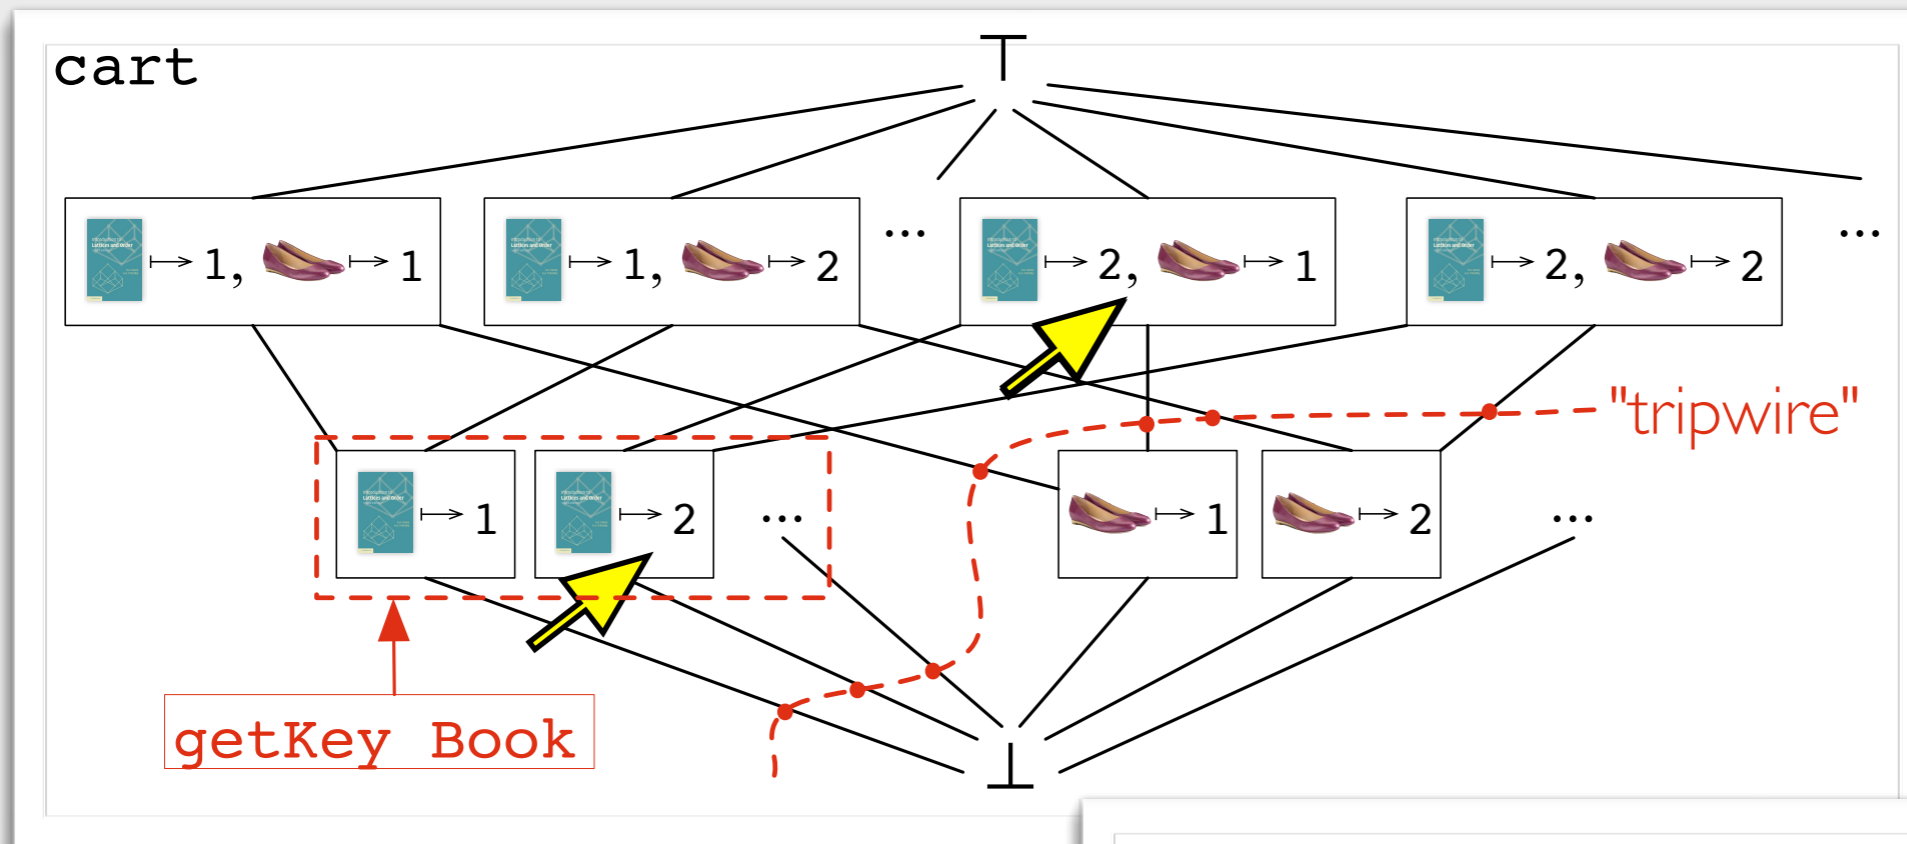 cart
⊤
↦ 1, ↦ 1
↦ 1, ↦ 2
...
↦ 2, ↦ 1
↦ 2, ↦ 2
...
"tripwire"
↦ 1
↦ 2
...
↦ 1
↦ 2
...
getKey Book
⊥